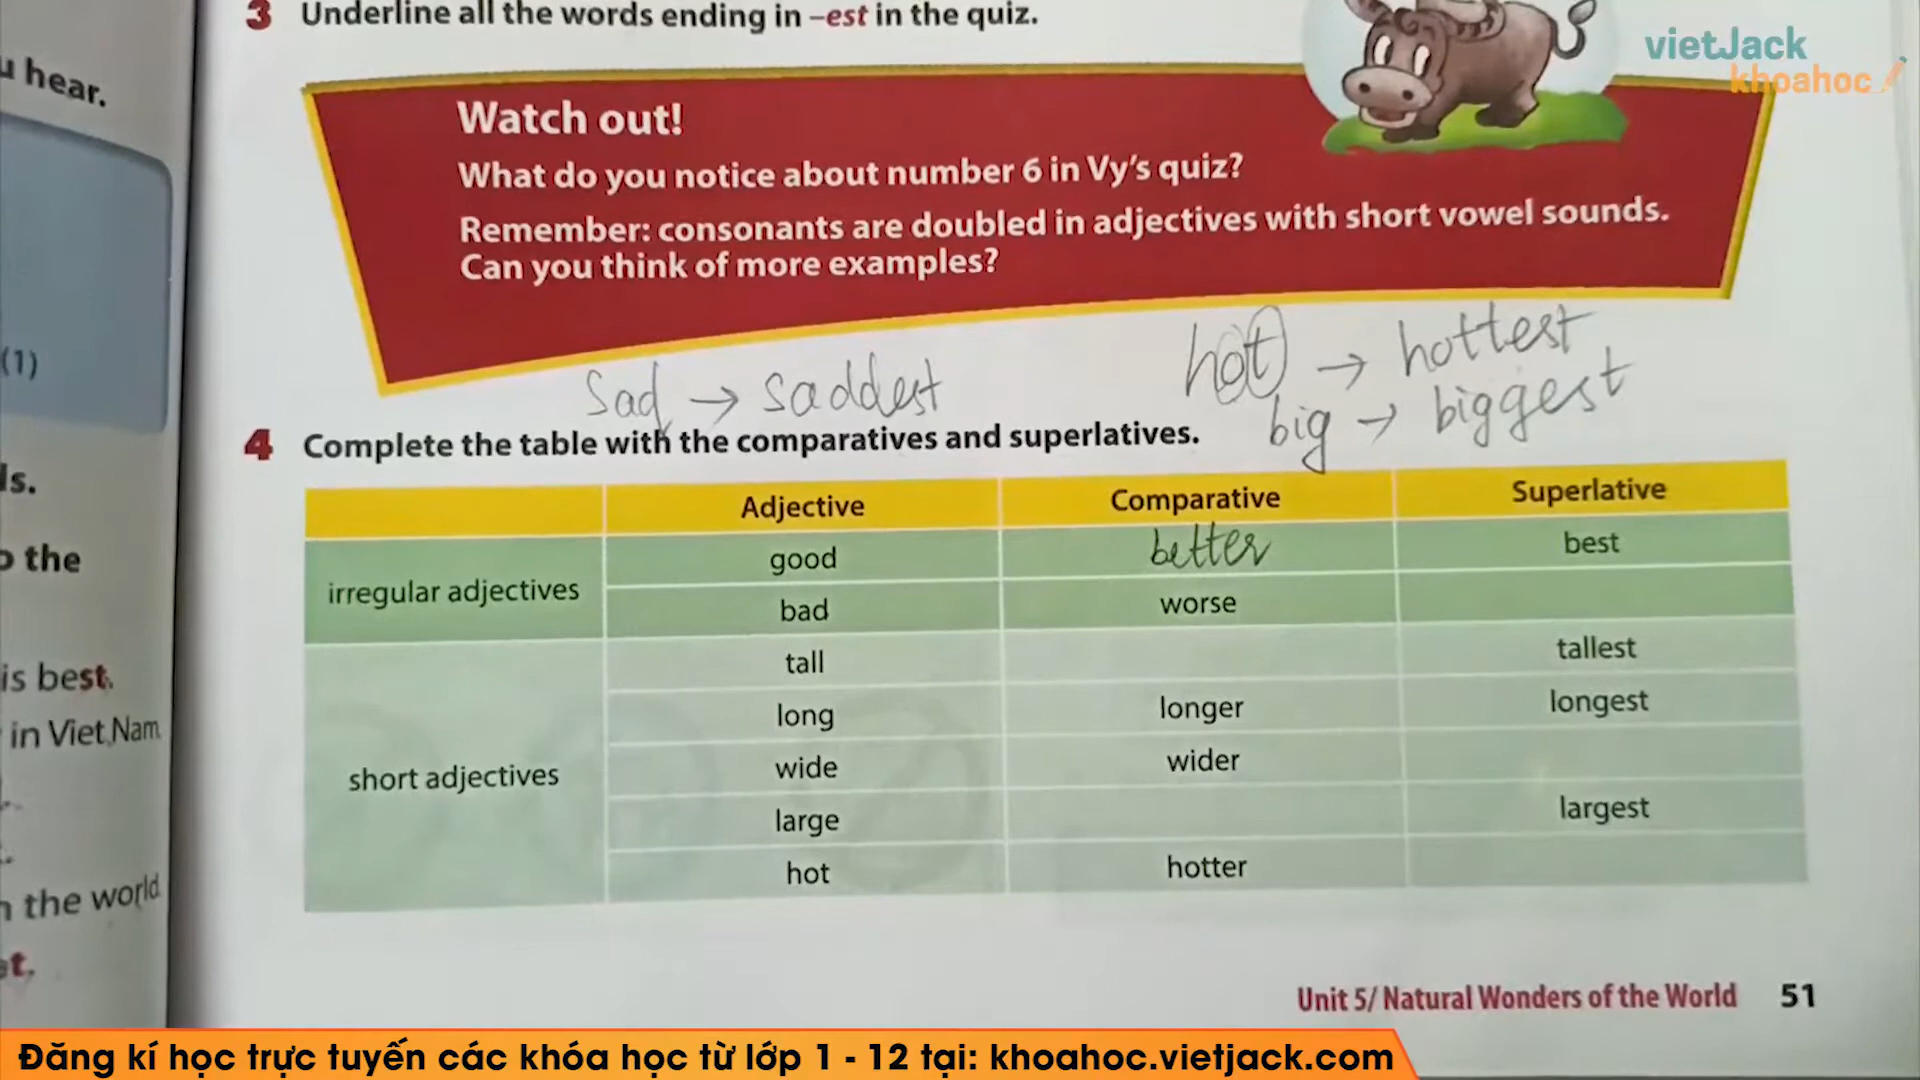 u hear.
(1)
ls.
o the
is best.
in Viet Nam
n the world
st.
3 Underline all the words ending in –est in the quiz.
vietJack
khoahoc
Watch out!
What do you notice about number 6 in Vy's quiz?
Remember: consonants are doubled in adjectives with short vowel sounds.
Can you think of more examples?
hot → hottest
sad → saddest
big → biggest
4 Complete the table with the comparatives and superlatives.
Adjective Comparative Superlative
irregular adjectives
good better best
bad worse
short adjectives
tall tallest
long longer longest
wide wider
large largest
hot hotter
Unit 5/ Natural Wonders of the World 51
Đăng kí học trực tuyến các khóa học từ lớp 1 - 12 tại: khoahoc.vietjack.com